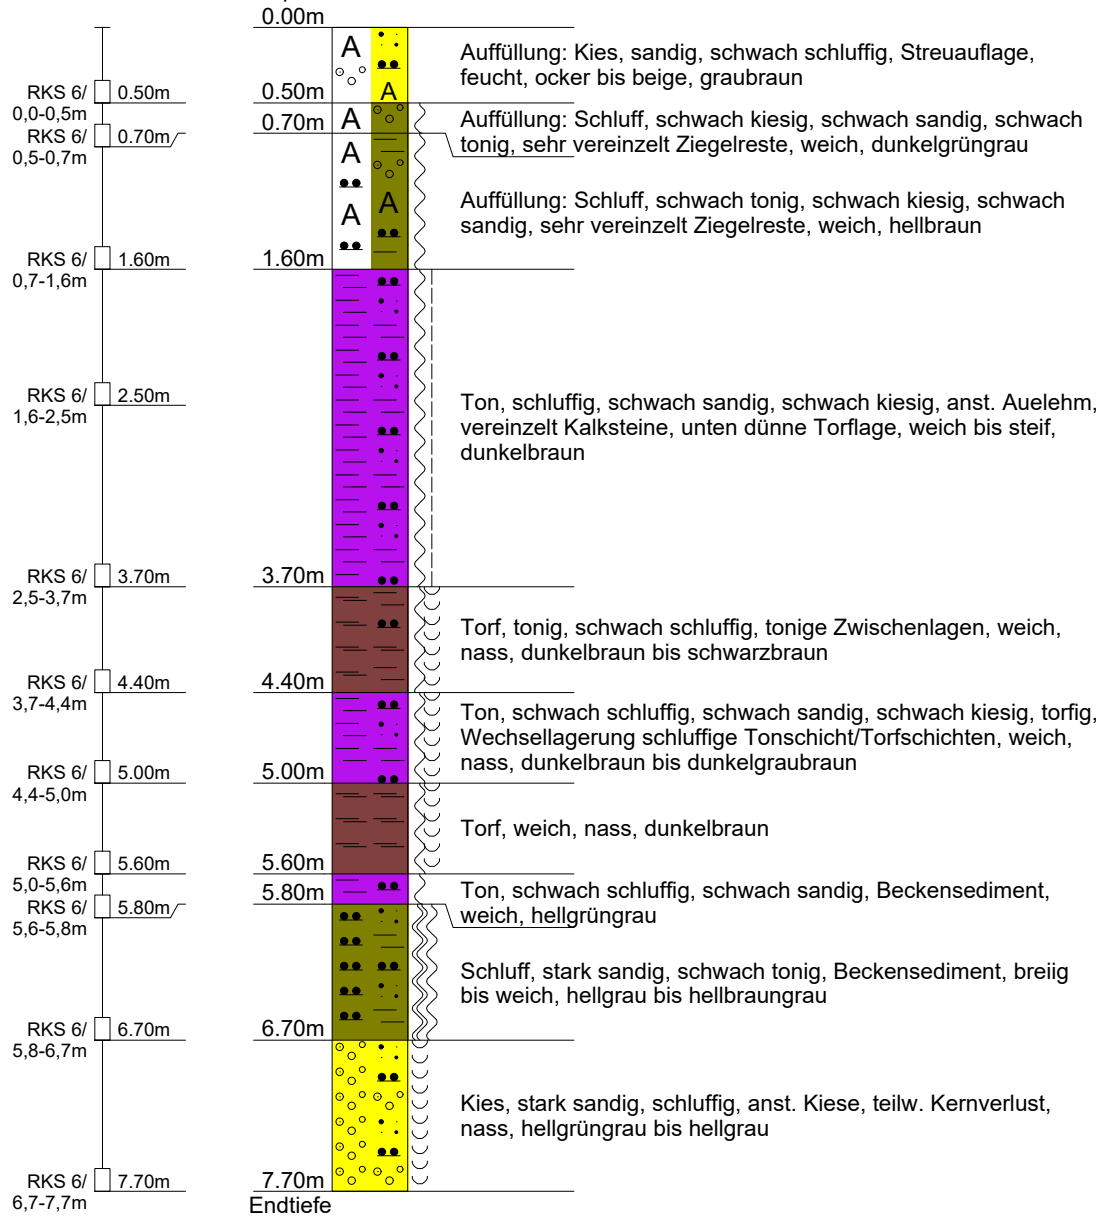 0.00m
A
A
Auffüllung: Kies, sandig, schwach schluffig, Streuauflage,
feucht, ocker bis beige, graubraun
RKS 6/
0,0-0,5m
0.50m
0.50m
A
Auffüllung: Schluff, schwach kiesig, schwach sandig, schwach
tonig, sehr vereinzelt Ziegelreste, weich, dunkelgrüngrau
RKS 6/
0,5-0,7m
0.70m
0.70m
A
A
A
Auffüllung: Schluff, schwach tonig, schwach kiesig, schwach
sandig, sehr vereinzelt Ziegelreste, weich, hellbraun
RKS 6/
0,7-1,6m
1.60m
1.60m
RKS 6/
1,6-2,5m
2.50m
Ton, schluffig, schwach sandig, schwach kiesig, anst. Auelehm,
vereinzelt Kalksteine, unten dünne Torflage, weich bis steif,
dunkelbraun
RKS 6/
2,5-3,7m
3.70m
3.70m
Torf, tonig, schwach schluffig, tonige Zwischenlagen, weich,
nass, dunkelbraun bis schwarzbraun
RKS 6/
3,7-4,4m
4.40m
4.40m
Ton, schwach schluffig, schwach sandig, schwach kiesig, torfig,
Wechsellagerung schluffige Tonschicht/Torfschichten, weich,
nass, dunkelbraun bis dunkelgraubraun
RKS 6/
4,4-5,0m
5.00m
5.00m
Torf, weich, nass, dunkelbraun
RKS 6/
5,0-5,6m
5.60m
5.60m
Ton, schwach schluffig, schwach sandig, Beckensediment,
weich, hellgrüngrau
RKS 6/
5,6-5,8m
5.80m
5.80m
Schluff, stark sandig, schwach tonig, Beckensediment, breiig
bis weich, hellgrau bis hellbraungrau
RKS 6/
5,8-6,7m
6.70m
6.70m
Kies, stark sandig, schluffig, anst. Kiese, teilw. Kernverlust,
nass, hellgrüngrau bis hellgrau
RKS 6/
6,7-7,7m
7.70m
7.70m
Endtiefe